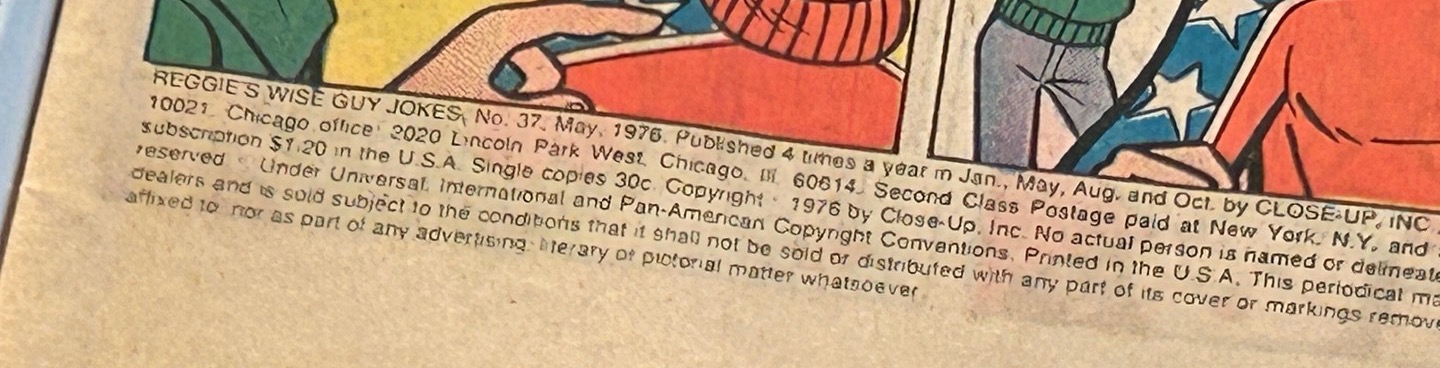 REGGIE'S WISE GUY JOKES, No. 37, May, 1976. Published 4 times a year in Jan., May, Aug. and Oct. by CLOSE-UP, INC.
10021. Chicago office: 2020 Lincoln Park West, Chicago, Ill. 60614. Second Class Postage paid at New York, N.Y. and
subscription $1.20 in the U.S.A. Single copies 30c. Copyright 1976 by Close-Up, Inc. No actual person is named or delineate
reserved Under Universal, International and Pan-American Copyright Conventions. Printed in the U.S.A. This periodical ma
dealers and is sold subject to the conditions that it shall not be sold or distributed with any part of its cover or markings remove
affixed to nor as part of any advertising, literary or pictorial matter whatsoever.